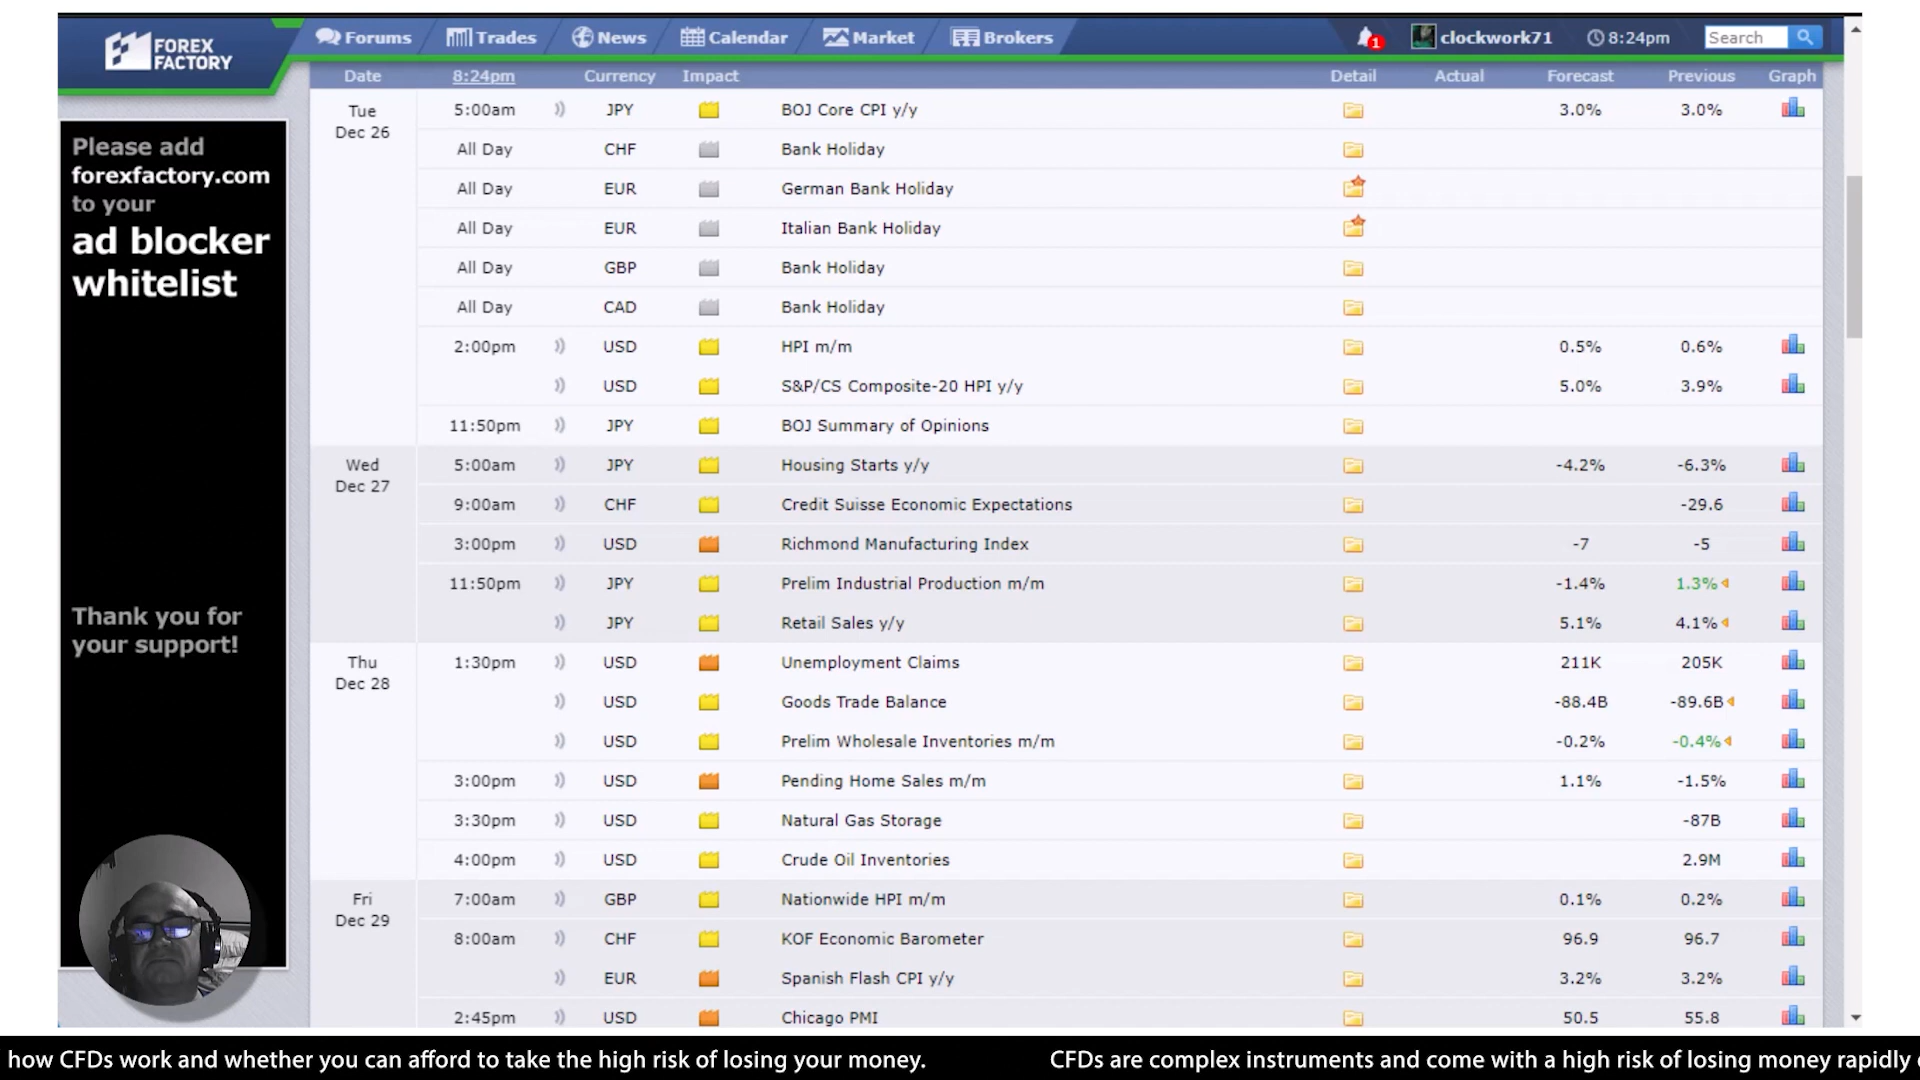 FOREX FACTORY
Forums Trades News Calendar Market Brokers 1 clockwork71 8:24pm Search
Date 8:24pm Currency Impact Detail Actual Forecast Previous Graph
Please add
forexfactory.com
to your
ad blocker
whitelist
Thank you for
your support!
Tue Dec 26 5:00am JPY BOJ Core CPI y/y 3.0% 3.0%
All Day CHF Bank Holiday
All Day EUR German Bank Holiday
All Day EUR Italian Bank Holiday
All Day GBP Bank Holiday
All Day CAD Bank Holiday
2:00pm USD HPI m/m 0.5% 0.6%
USD S&P/CS Composite-20 HPI y/y 5.0% 3.9%
11:50pm JPY BOJ Summary of Opinions
Wed Dec 27 5:00am JPY Housing Starts y/y -4.2% -6.3%
9:00am CHF Credit Suisse Economic Expectations -29.6
3:00pm USD Richmond Manufacturing Index -7 -5
11:50pm JPY Prelim Industrial Production m/m -1.4% 1.3%
JPY Retail Sales y/y 5.1% 4.1%
Thu Dec 28 1:30pm USD Unemployment Claims 211K 205K
USD Goods Trade Balance -88.4B -89.6B
USD Prelim Wholesale Inventories m/m -0.2% -0.4%
3:00pm USD Pending Home Sales m/m 1.1% -1.5%
3:30pm USD Natural Gas Storage -87B
4:00pm USD Crude Oil Inventories 2.9M
Fri Dec 29 7:00am GBP Nationwide HPI m/m 0.1% 0.2%
8:00am CHF KOF Economic Barometer 96.9 96.7
EUR Spanish Flash CPI y/y 3.2% 3.2%
2:45pm USD Chicago PMI 50.5 55.8
how CFDs work and whether you can afford to take the high risk of losing your money. CFDs are complex instruments and come with a high risk of losing money rapidly